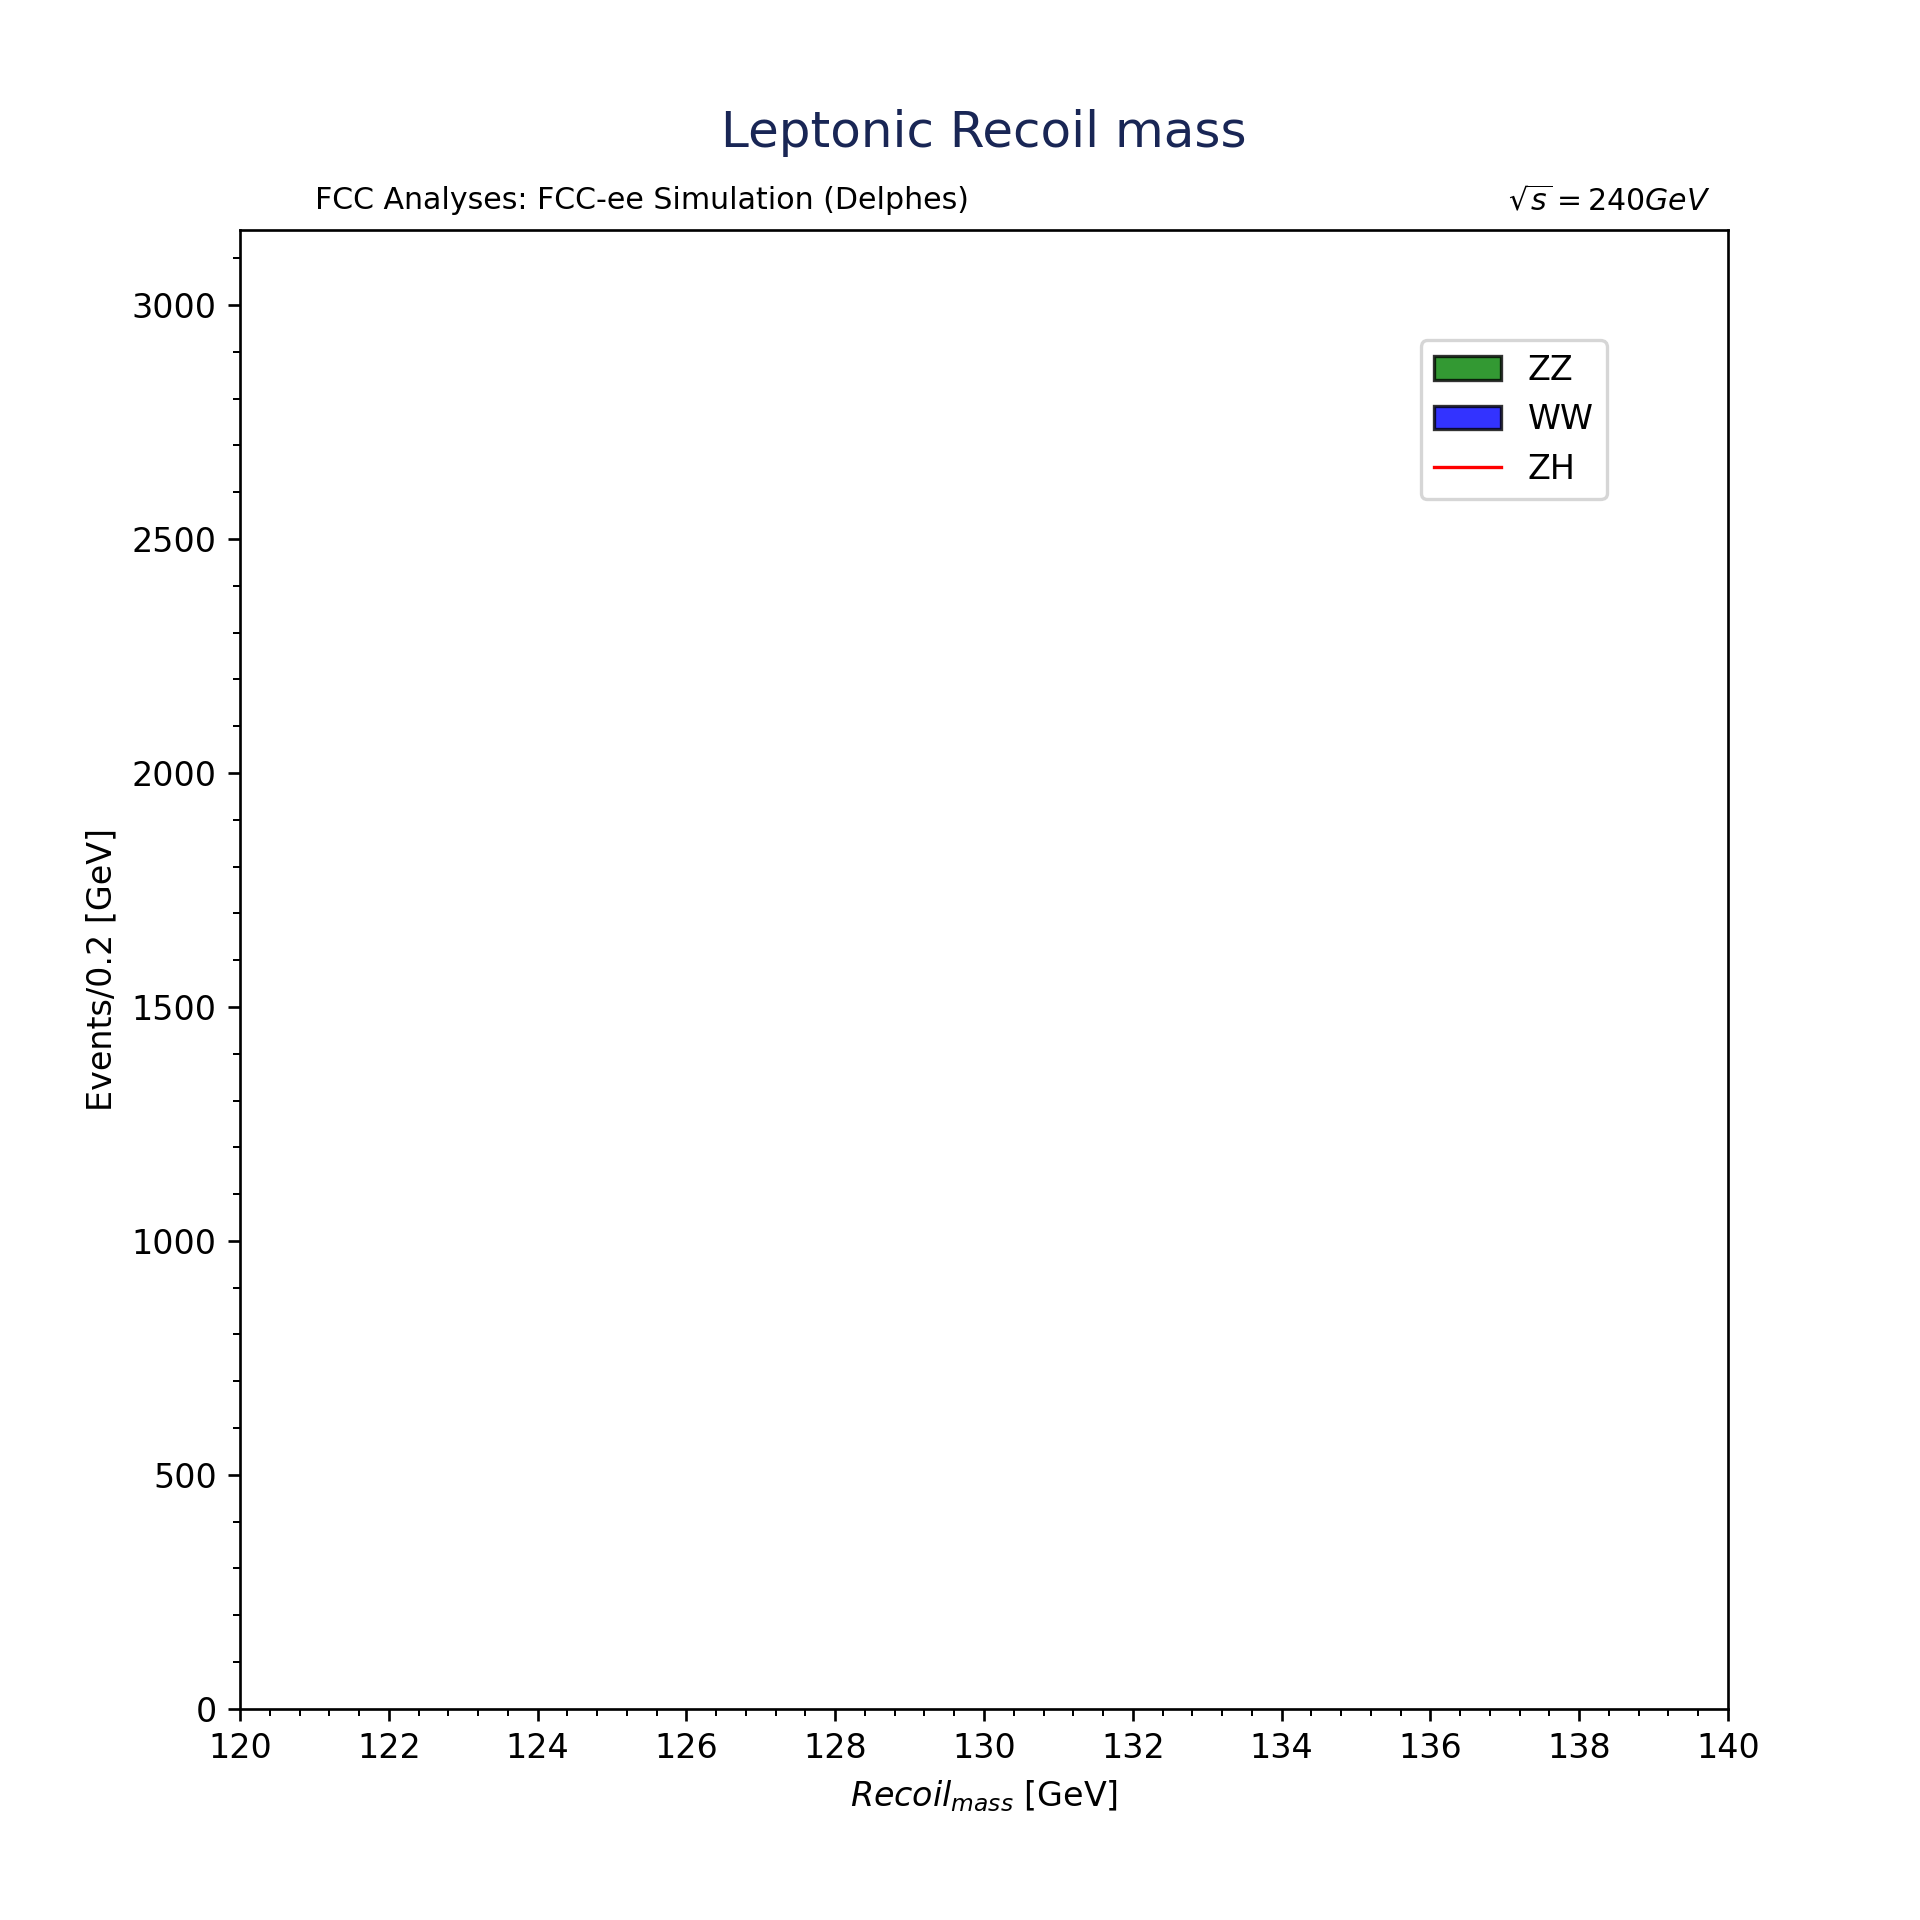 Leptonic Recoil mass
FCC Analyses: FCC-ee Simulation (Delphes)
√s = 240GeV
3000
2500
2000
1500
1000
500
0
Events/0.2 [GeV]
ZZ
WW
ZH
120 122 124 126 128 130 132 134 136 138 140
Recoil_mass [GeV]